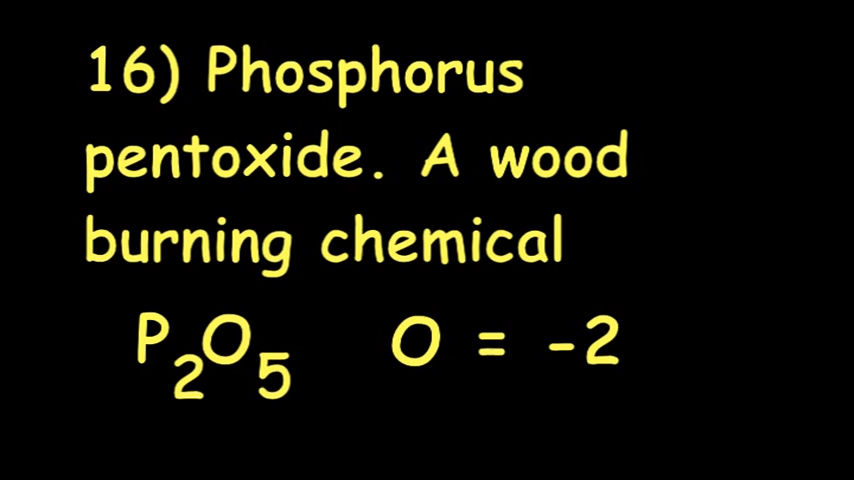 16) Phosphorus
pentoxide. A wood
burning chemical
P₂O₅ O = -2